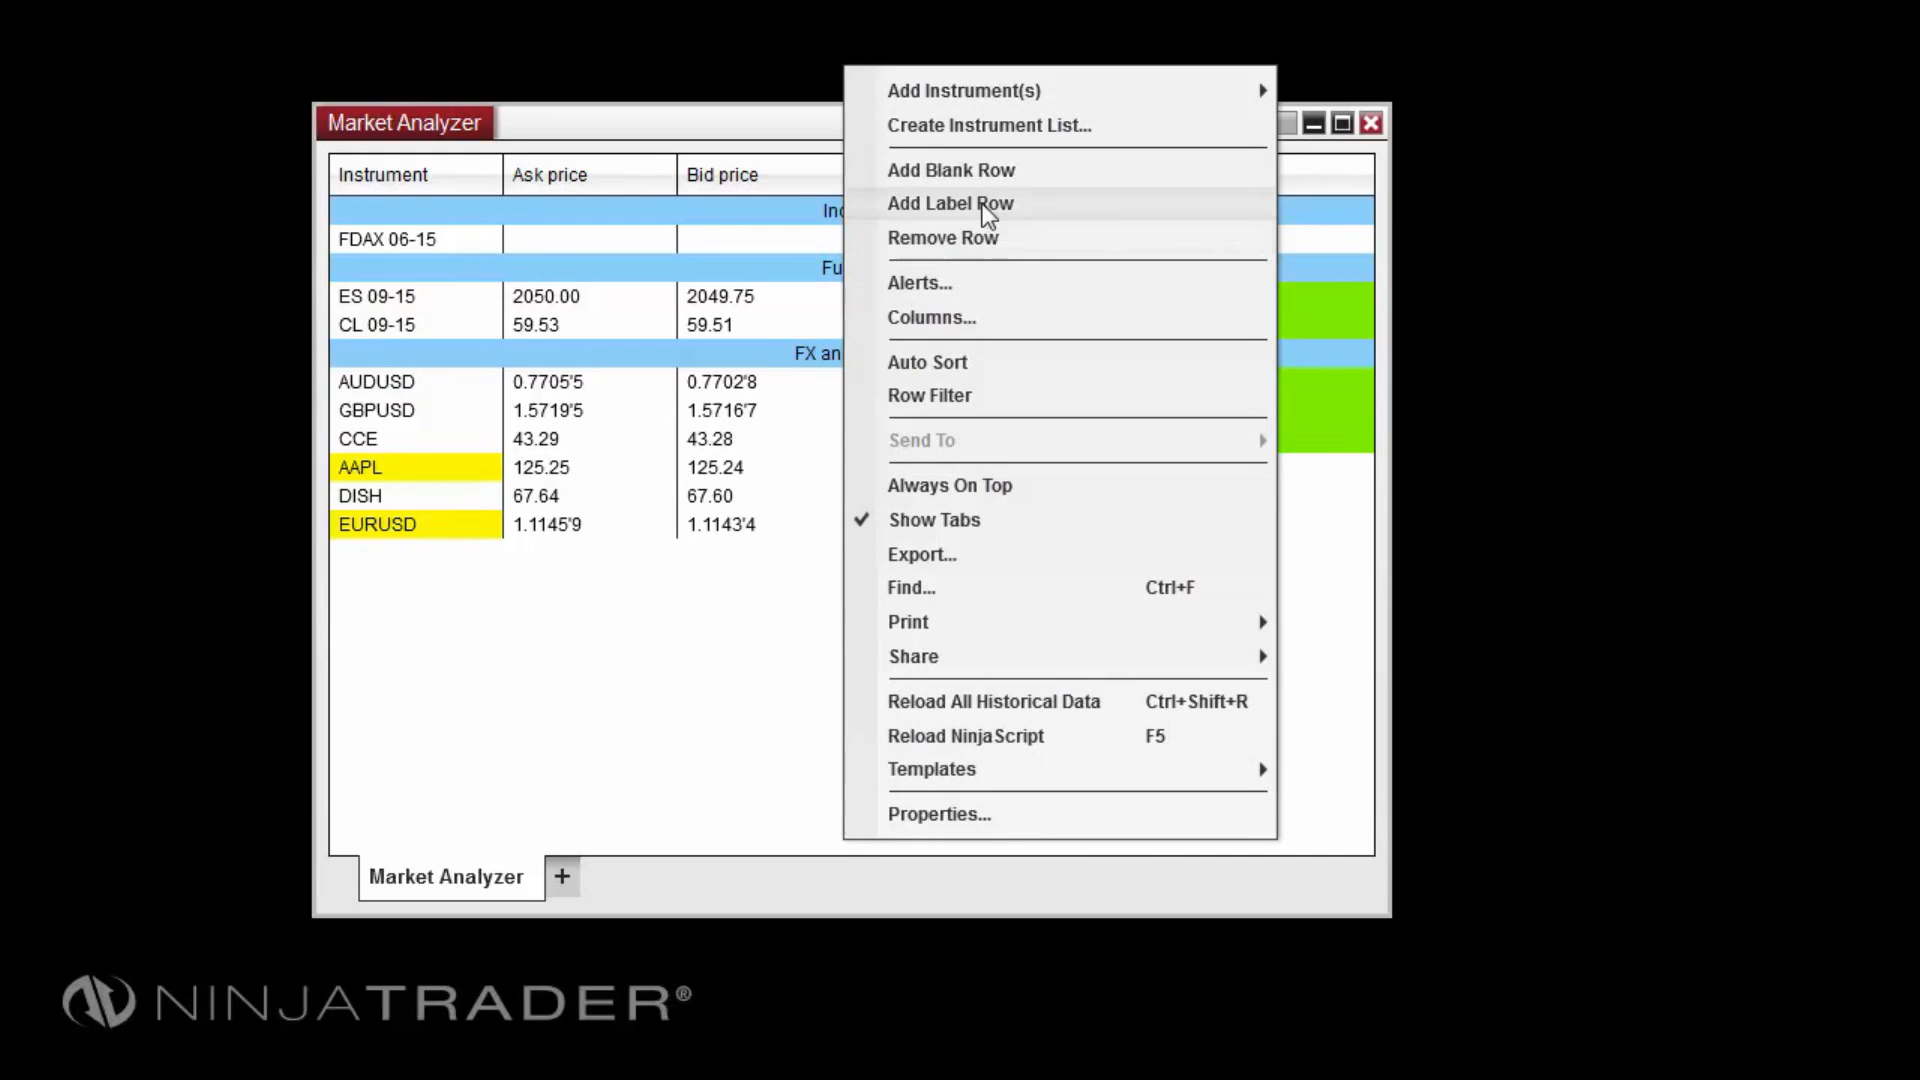 Market Analyzer
Instrument Ask price Bid price
FDAX 06-15
ES 09-15 2050.00 2049.75
CL 09-15 59.53 59.51
FX an
AUDUSD 0.7705'5 0.7702'8
GBPUSD 1.5719'5 1.5716'7
CCE 43.29 43.28
AAPL 125.25 125.24
DISH 67.64 67.60
EURUSD 1.1145'9 1.1143'4
Add Instrument(s)
Create Instrument List...
Add Blank Row
Add Label Row
Remove Row
Alerts...
Columns...
Auto Sort
Row Filter
Send To
Always On Top
Show Tabs
Export...
Find... Ctrl+F
Print
Share
Reload All Historical Data Ctrl+Shift+R
Reload NinjaScript F5
Templates
Properties...
Market Analyzer +
NINJATRADER®